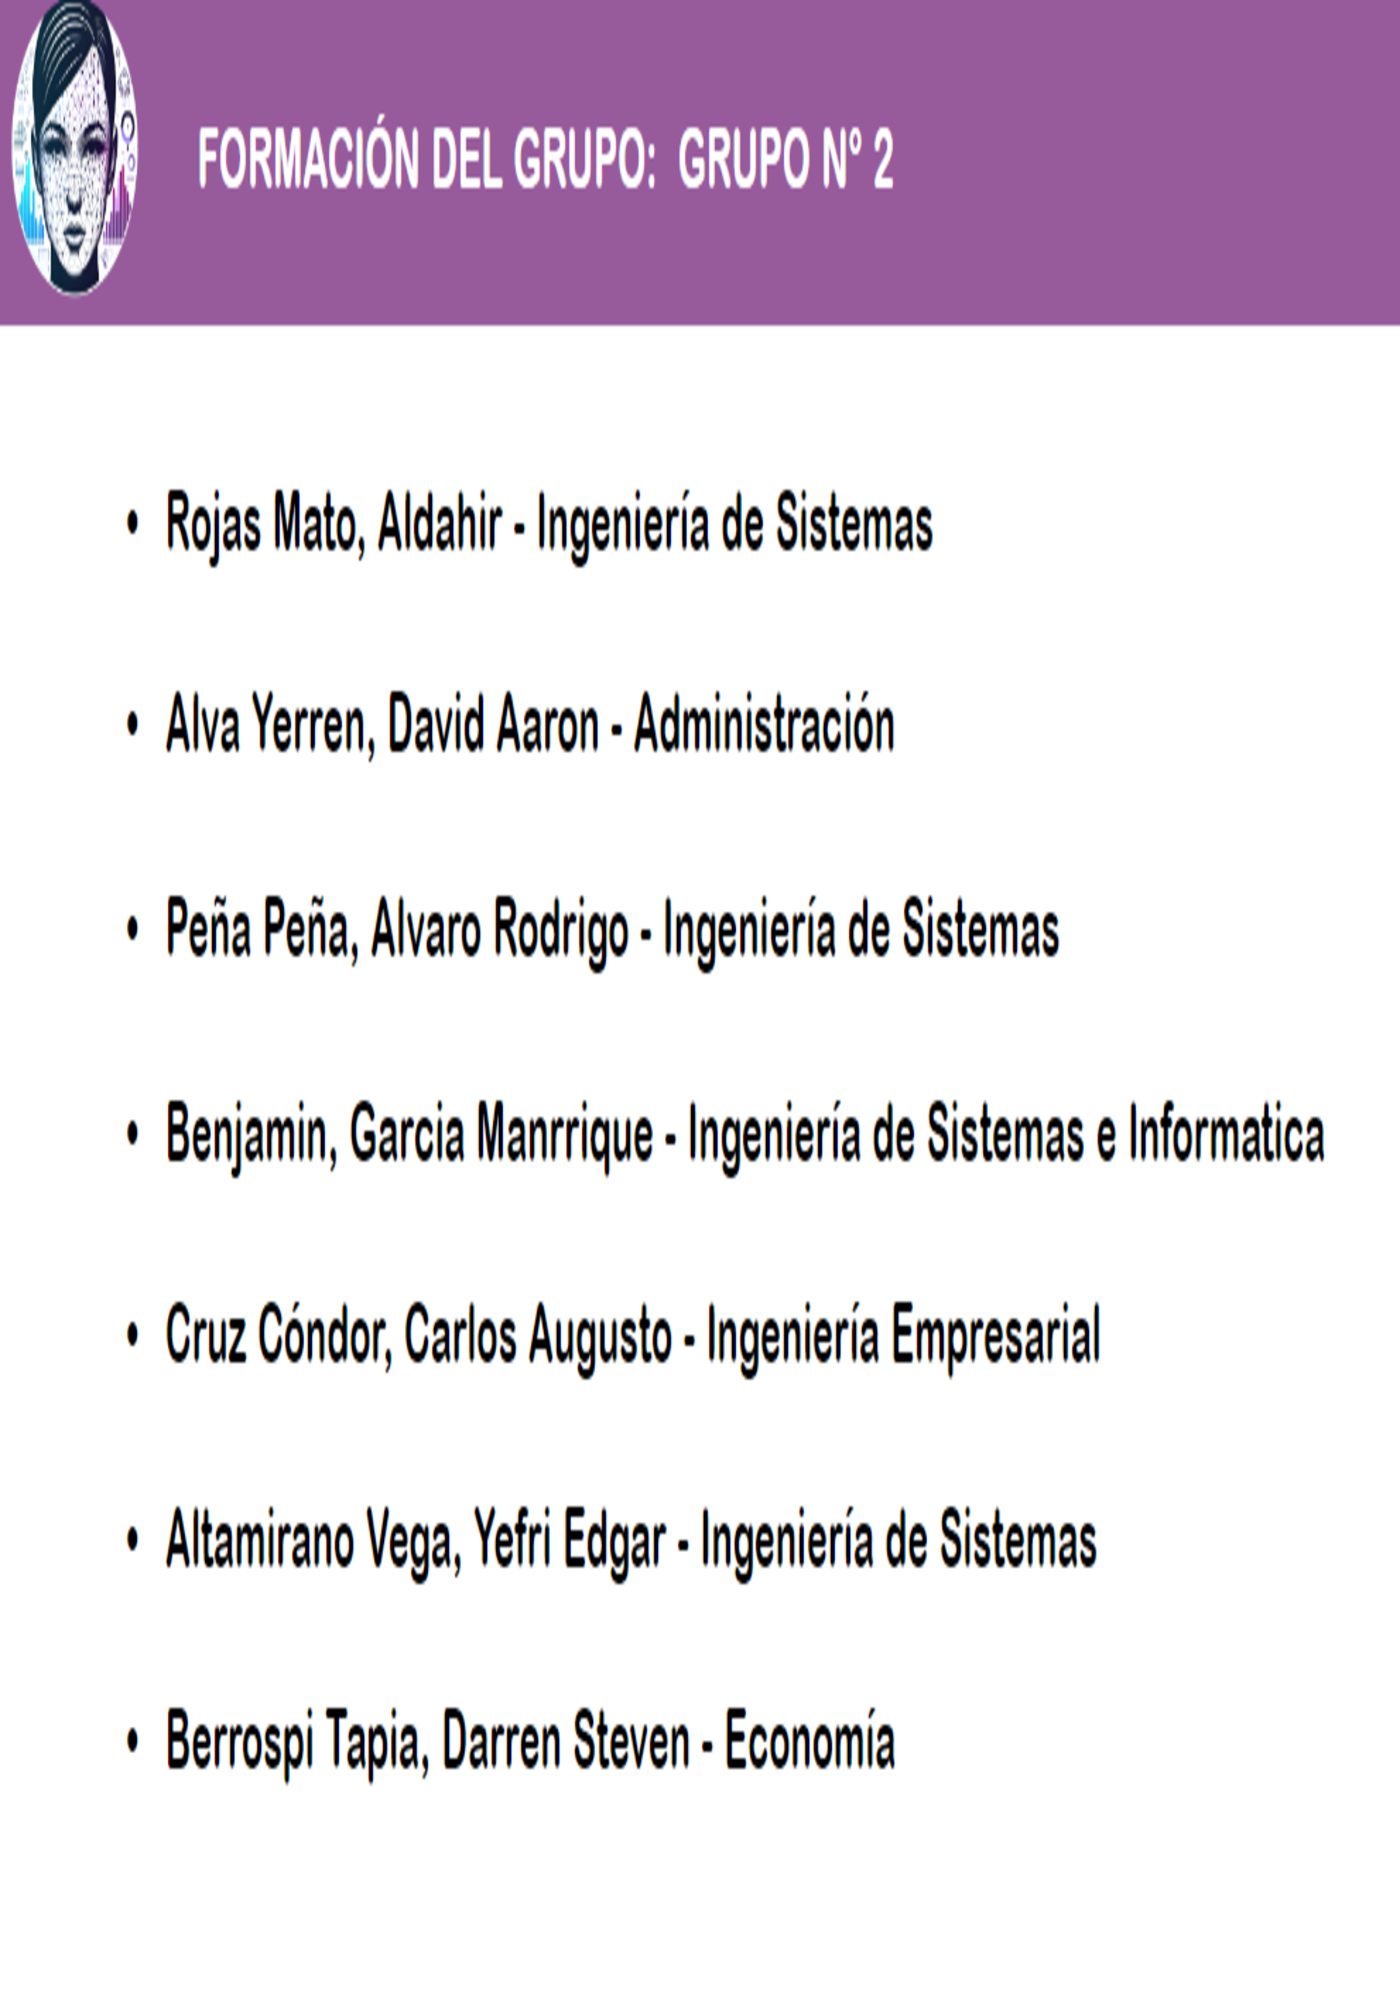 FORMACIÓN DEL GRUPO: GRUPO Nº 2
• Rojas Mato, Aldahir - Ingeniería de Sistemas
• Alva Yerren, David Aaron - Administración
• Peña Peña, Alvaro Rodrigo - Ingeniería de Sistemas
• Benjamin, Garcia Manrrique - Ingeniería de Sistemas e Informatica
• Cruz Cóndor, Carlos Augusto - Ingeniería Empresarial
• Altamirano Vega, Yefri Edgar - Ingeniería de Sistemas
• Berrospi Tapia, Darren Steven - Economía